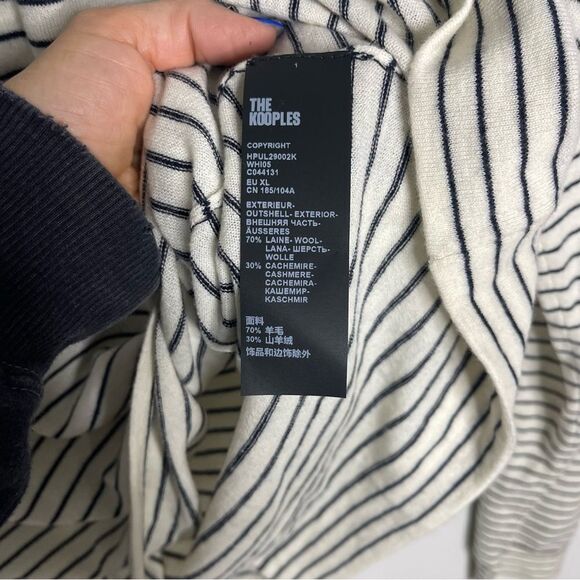 1
THE
KOOPLES
COPYRIGHT
HPUL29002K
WHI05
C044131
EU XL
CN 185/104A
EXTERIEUR-
OUTSHELL- EXTERIOR-
ВНЕШНЯЯ ЧАСТЬ-
ÄUSSERES
70% LAINE- WOOL-
LANA- ШЕРСТЬ-
WOLLE
30% CACHEMIRE-
CASHMERE-
CACHEMIRA-
КАШЕМИР-
KASCHMIR
面料
70% 羊毛
30% 山羊绒
饰品和边饰除外